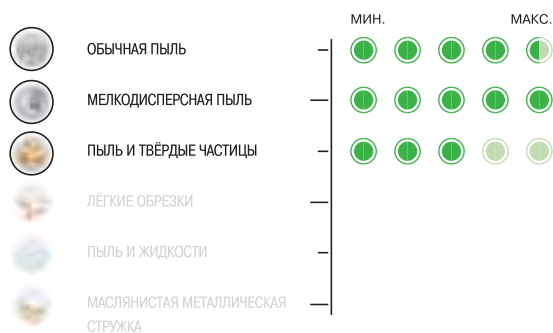 МИН. МАКС.
ОБЫЧНАЯ ПЫЛЬ
МЕЛКОДИСПЕРСНАЯ ПЫЛЬ
ПЫЛЬ И ТВЁРДЫЕ ЧАСТИЦЫ
ЛЁГКИЕ ОБРЕЗКИ
ПЫЛЬ И ЖИДКОСТИ
МАСЛЯНИСТАЯ МЕТАЛЛИЧЕСКАЯ
СТРУЖКА